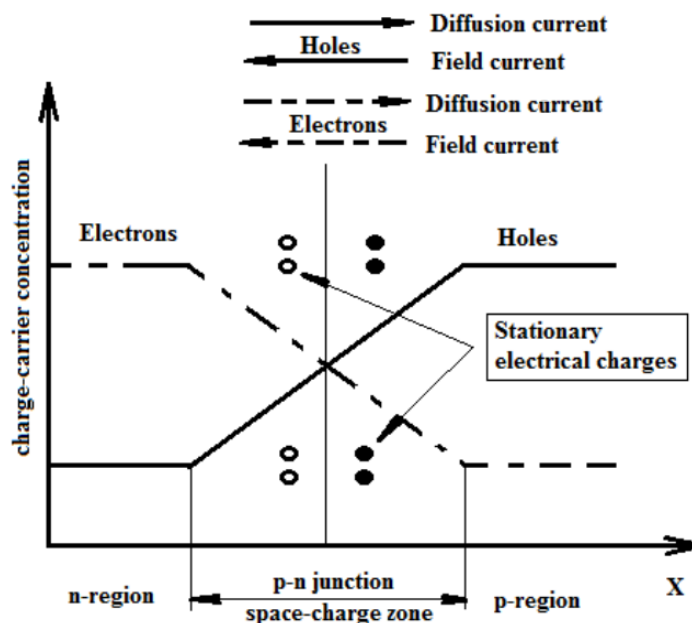 Diffusion current
Holes
Field current
Diffusion current
Electrons
Field current
charge-carrier concentration
Electrons
Holes
Stationary
electrical charges
n-region
p-n junction
space-charge zone
p-region
X